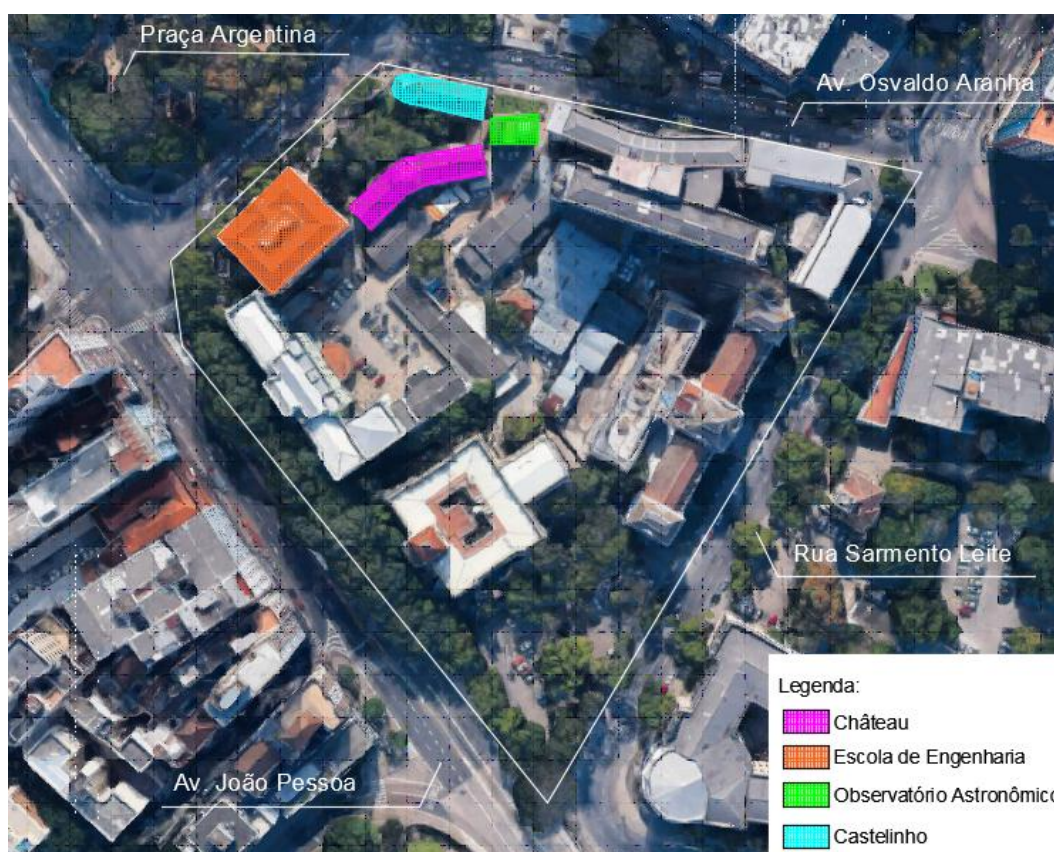 Praça Argentina
Av. Osvaldo Aranha
Rua Sarmento Leite
Av. João Pessoa
Legenda:
Château
Escola de Engenharia
Observatório Astronômico
Castelinho